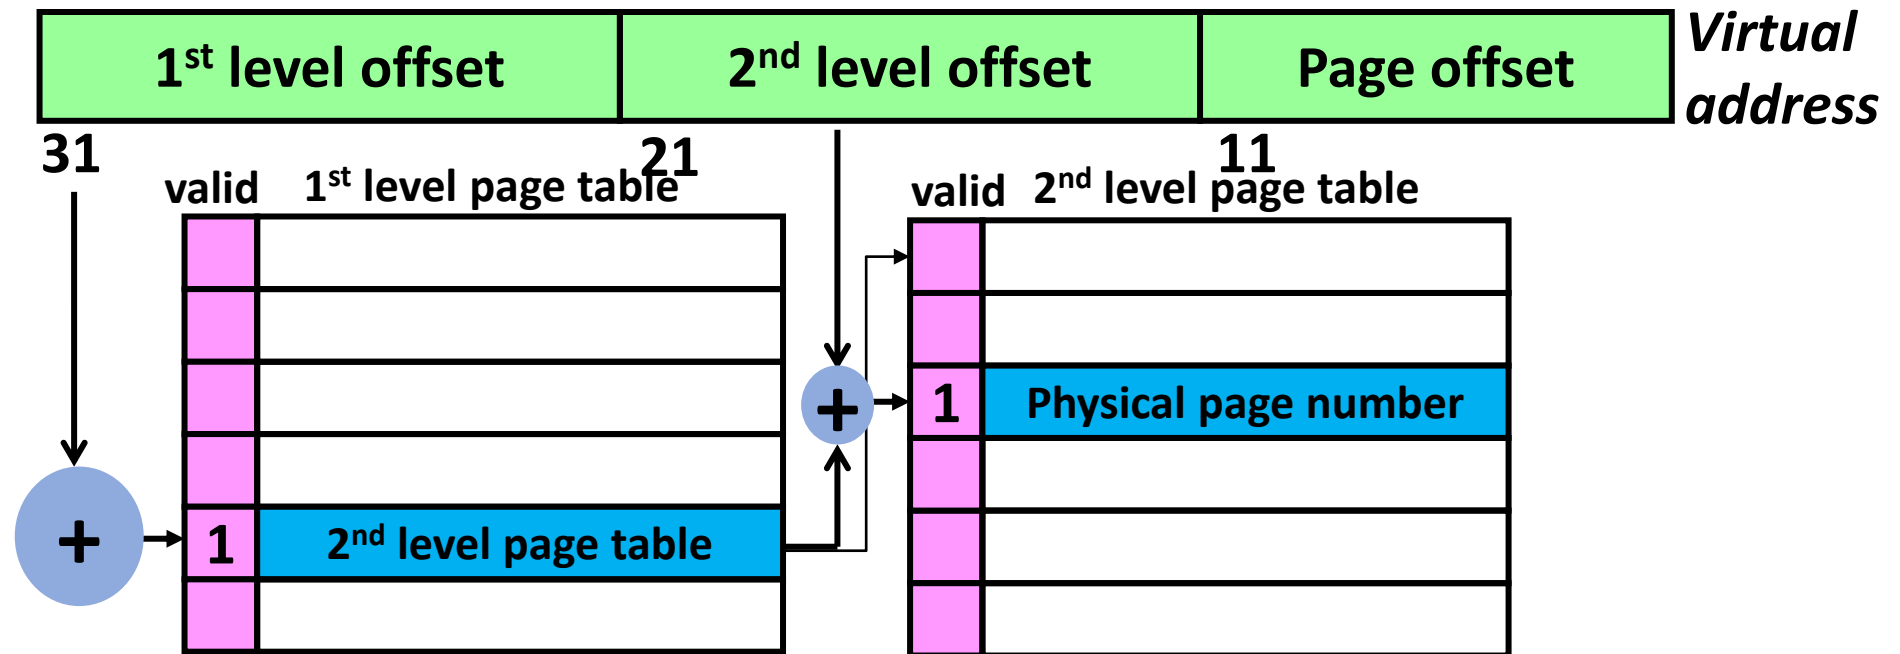 1st level offset 2nd level offset Page offset Virtual address
31 21 11
valid 1st level page table valid 2nd level page table
+ 1 Physical page number
+ 1 2nd level page table